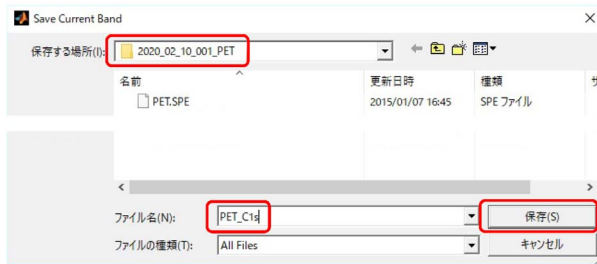 Save Current Band
保存する場所(I): 2020_02_10_001_PET
名前 更新日時 種類
PET.SPE 2015/01/07 16:45 SPE ファイル
ファイル名(N): PET_C1s 保存(S)
ファイルの種類(T): All Files キャンセル